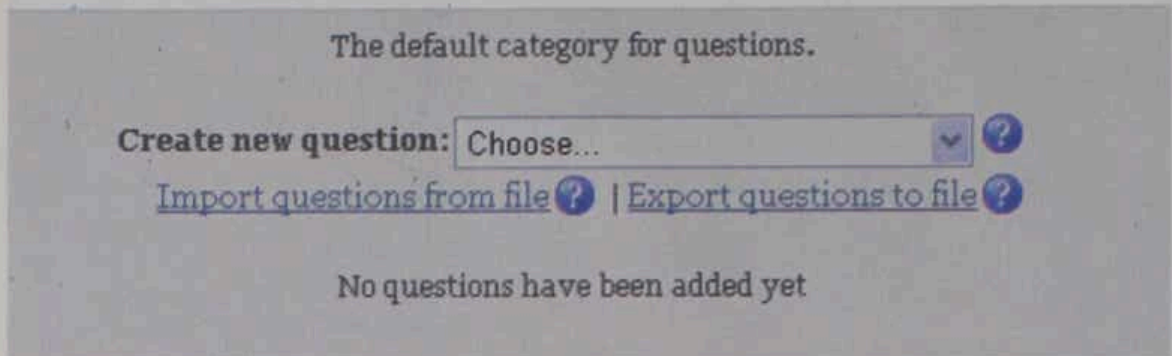 The default category for questions.
Create new question: Choose...
Import questions from file ? | Export questions to file ?
No questions have been added yet